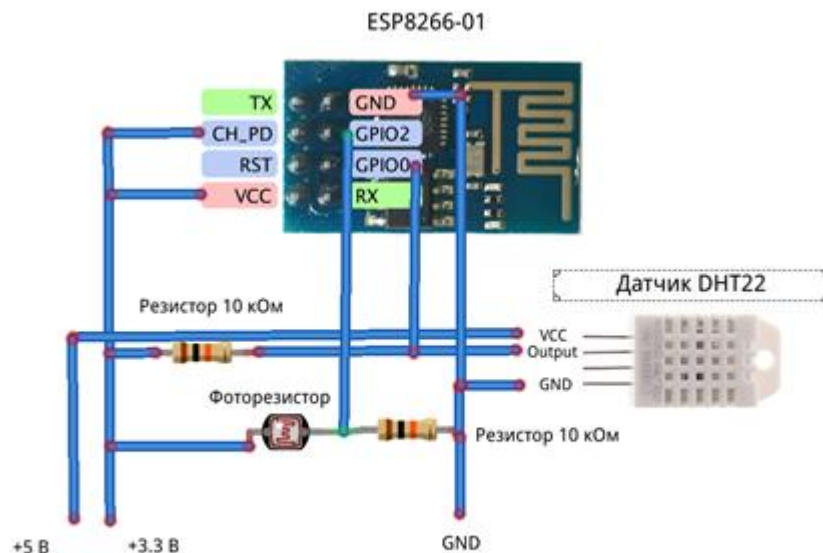 ESP8266-01
TX
GND
CH_PD
GPIO2
RST
GPIO0
VCC
RX
Датчик DHT22
Резистор 10 кОм
VCC
Output
GND
Фоторезистор
Резистор 10 кОм
+5 В
+3.3 В
GND